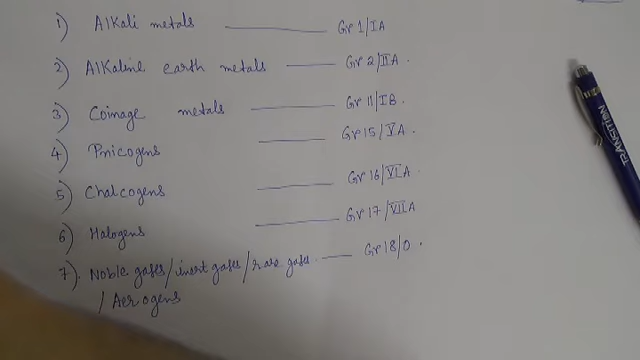 1) Alkali metals —— Gr 1/IA
2) Alkaline earth metals —— Gr 2/IIA.
3) Coinage metals —— Gr 11/IB.
4) Pnicogens —— Gr 15/VA.
5) Chalcogens —— Gr 16/VIA.
6) Halogens —— Gr 17/VIIA
7). Noble gases/inert gases/rare gases. —— Gr 18/0.
/Aerogens
TRANSITION